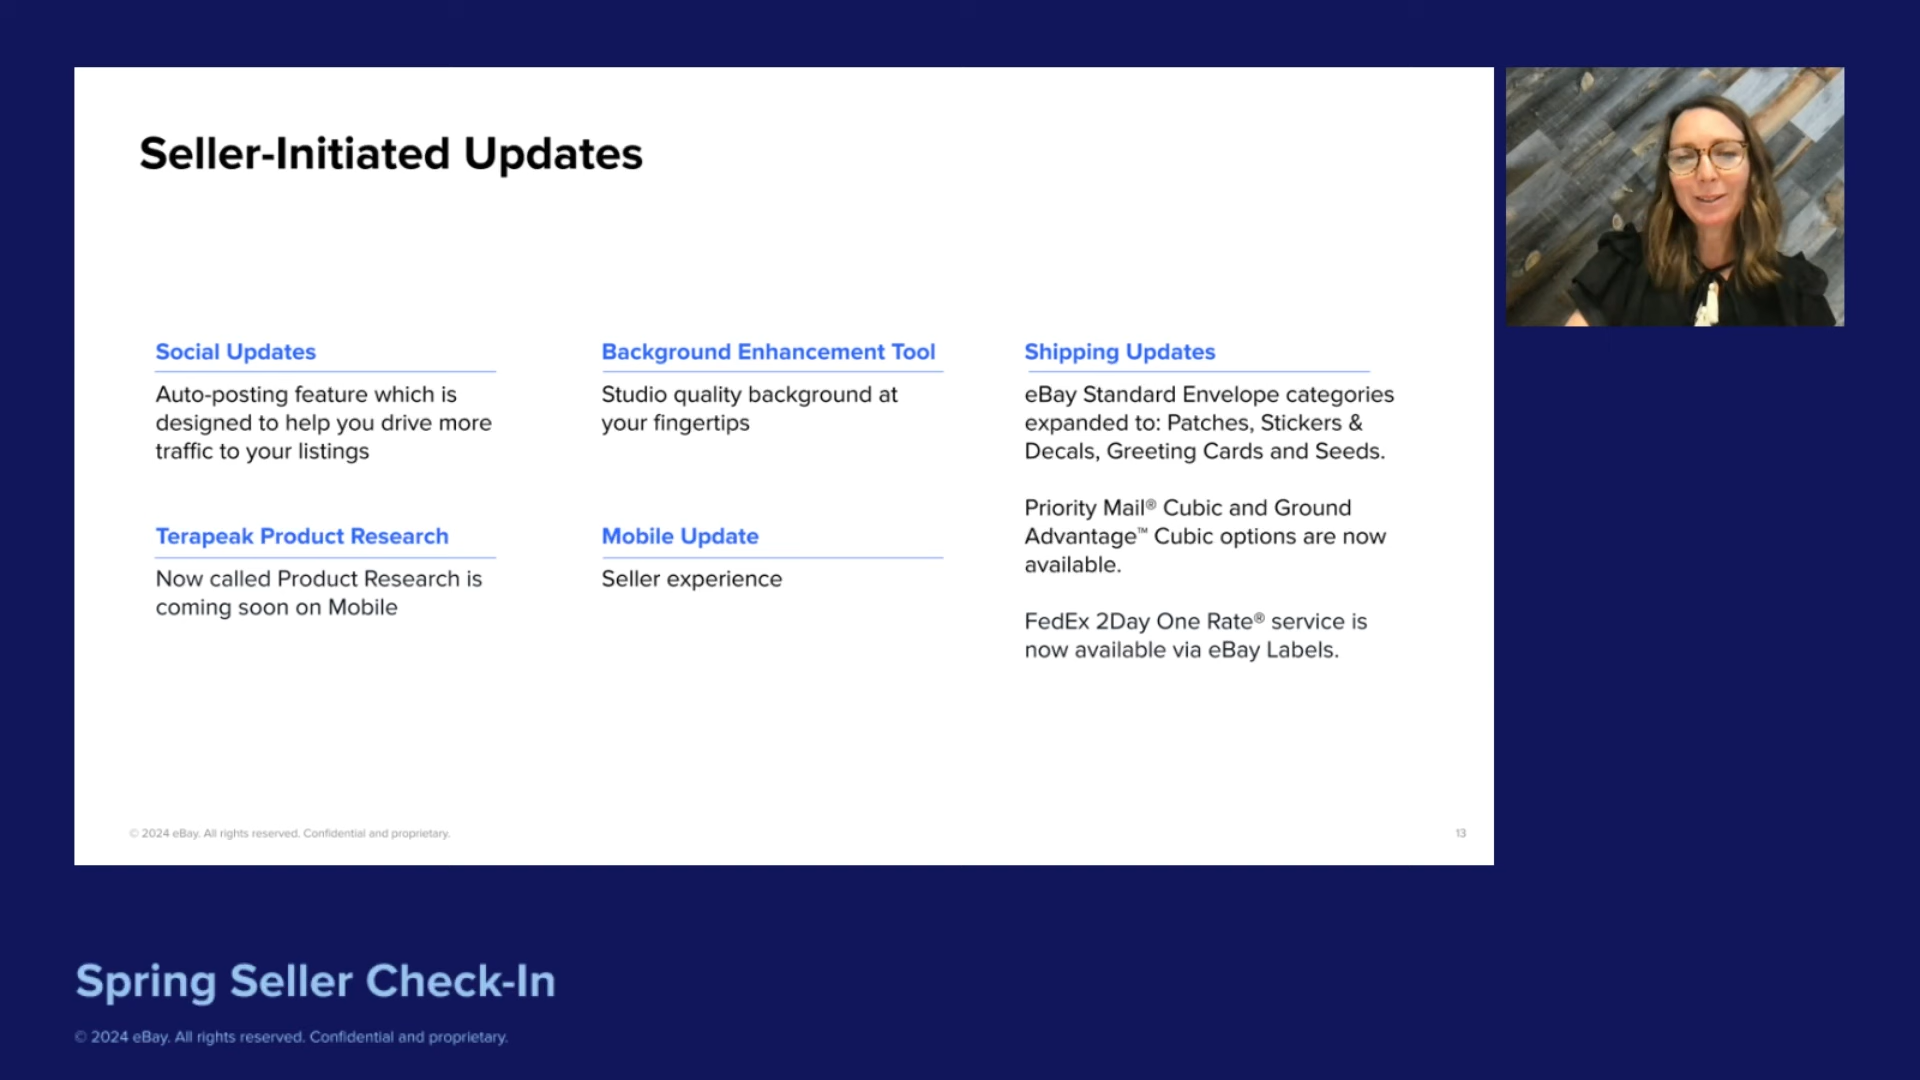 Seller-Initiated Updates
Social Updates
Auto-posting feature which is
designed to help you drive more
traffic to your listings
Background Enhancement Tool
Studio quality background at
your fingertips
Shipping Updates
eBay Standard Envelope categories
expanded to: Patches, Stickers &
Decals, Greeting Cards and Seeds.
Priority Mail® Cubic and Ground
Advantage™ Cubic options are now
available.
FedEx 2Day One Rate® service is
now available via eBay Labels.
Terapeak Product Research
Now called Product Research is
coming soon on Mobile
Mobile Update
Seller experience
© 2024 eBay. All rights reserved. Confidential and proprietary.
13
Spring Seller Check-In
© 2024 eBay. All rights reserved. Confidential and proprietary.